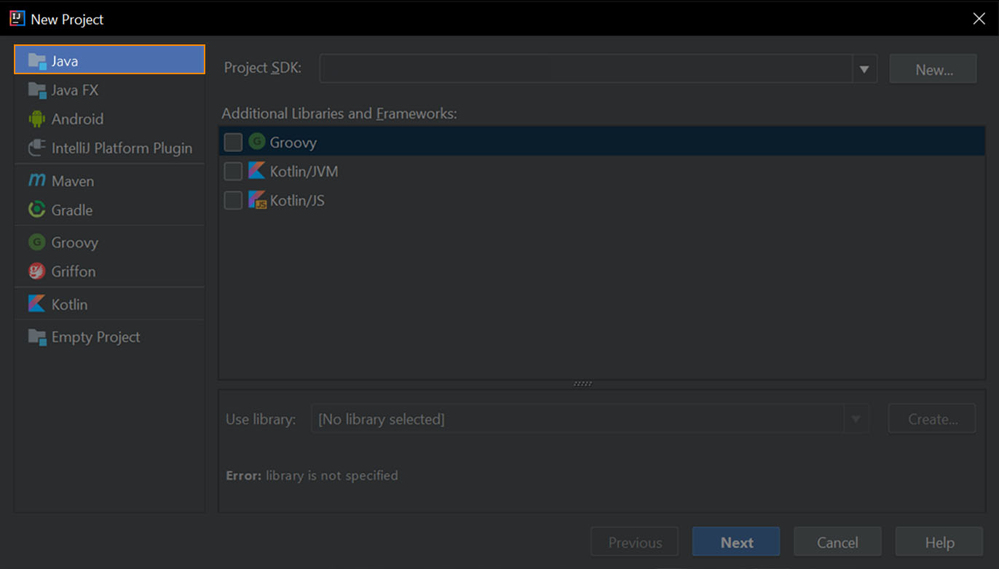 New Project
Java
Java FX
Android
IntelliJ Platform Plugin
Maven
Gradle
Groovy
Griffon
Kotlin
Empty Project
Project SDK:
New...
Additional Libraries and Frameworks:
Groovy
Kotlin/JVM
Kotlin/JS
Use library: [No library selected] Create...
Error: library is not specified
Previous Next Cancel Help